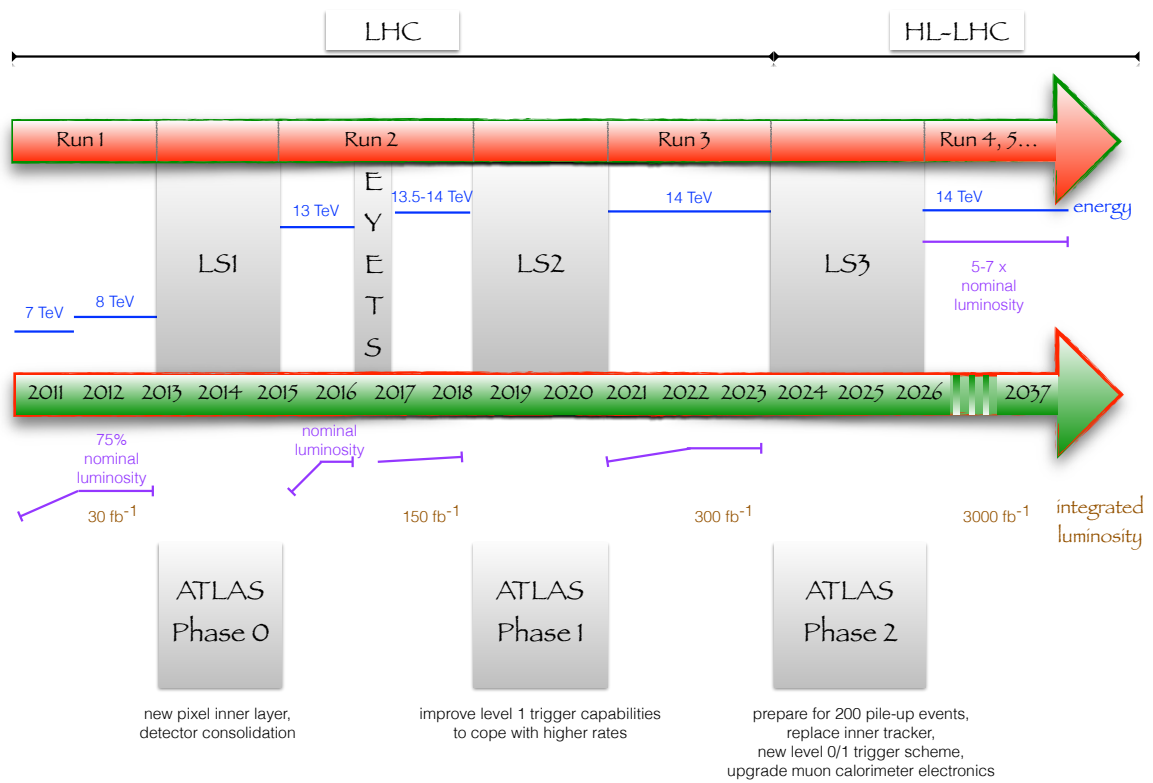 LHC
HL-LHC
Run 1
Run 2
Run 3
Run 4, 5...
EYETS
13 TeV
13.5-14 TeV
14 TeV
14 TeV
energy
LS1
LS2
LS3
5-7 x
nominal
luminosity
7 TeV
8 TeV
2011 2012 2013 2014 2015 2016 2017 2018 2019 2020 2021 2022 2023 2024 2025 2026 2037
75%
nominal
luminosity
nominal
luminosity
30 fb-1
150 fb-1
300 fb-1
3000 fb-1
integrated
luminosity
ATLAS
Phase 0
ATLAS
Phase 1
ATLAS
Phase 2
new pixel inner layer,
detector consolidation
improve level 1 trigger capabilities
to cope with higher rates
prepare for 200 pile-up events,
replace inner tracker,
new level 0/1 trigger scheme,
upgrade muon calorimeter electronics